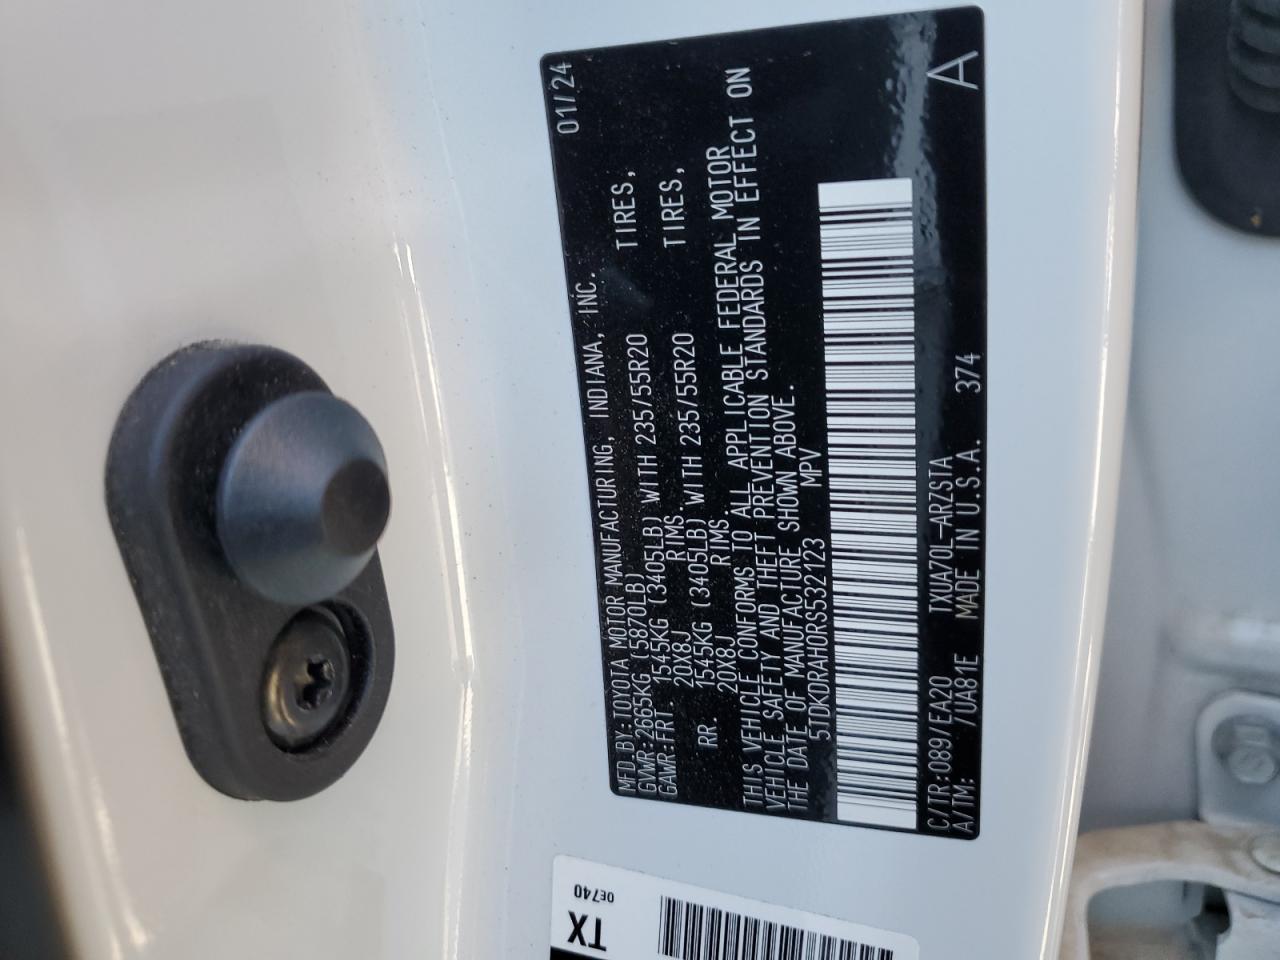 MFD BY:TOYOTA MOTOR MANUFACTURING, INDIANA, INC. 01/24
GVWR:2665KG (5870LB)
GAWR:FRT 1545KG (3405LB) WITH 235/55R20 TIRES,
20X8J RIMS.
RR. 1545KG (3405LB) WITH 235/55R20 TIRES,
20X8J RIMS.
THIS VEHICLE CONFORMS TO ALL APPLICABLE FEDERAL MOTOR
VEHICLE SAFETY AND THEFT PREVENTION STANDARDS IN EFFECT ON
THE DATE OF MANUFACTURE SHOWN ABOVE.
5TDKDRAH0RS532123 MPV
C/TR:089/EA20 TXUA70L-ARZSTA 374 A
A/TM: /UA81E MADE IN U.S.A.
0E740
TX